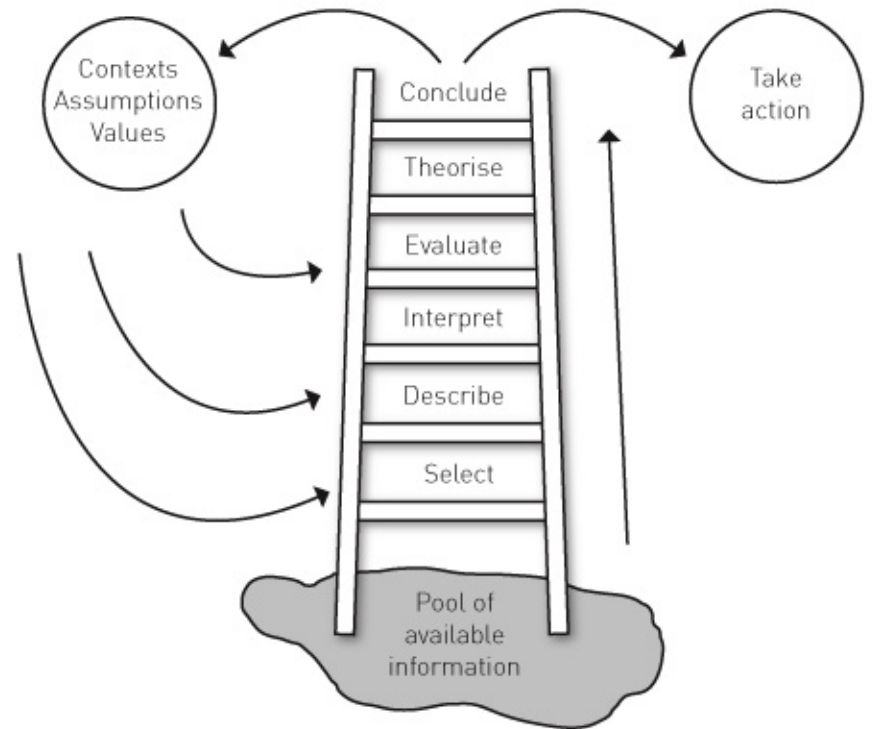 Contexts
Assumptions
Values
Conclude
Take
action
Theorise
Evaluate
Interpret
Describe
Select
Pool of
available
information